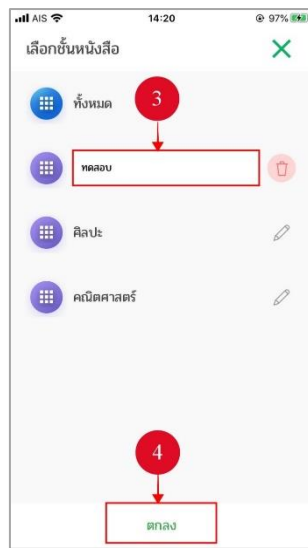 AIS 14:20 97%
เลือกชั้นหนังสือ
ทั้งหมด
3
ทดสอบ
ศิลปะ
คณิตศาสตร์
4
ตกลง